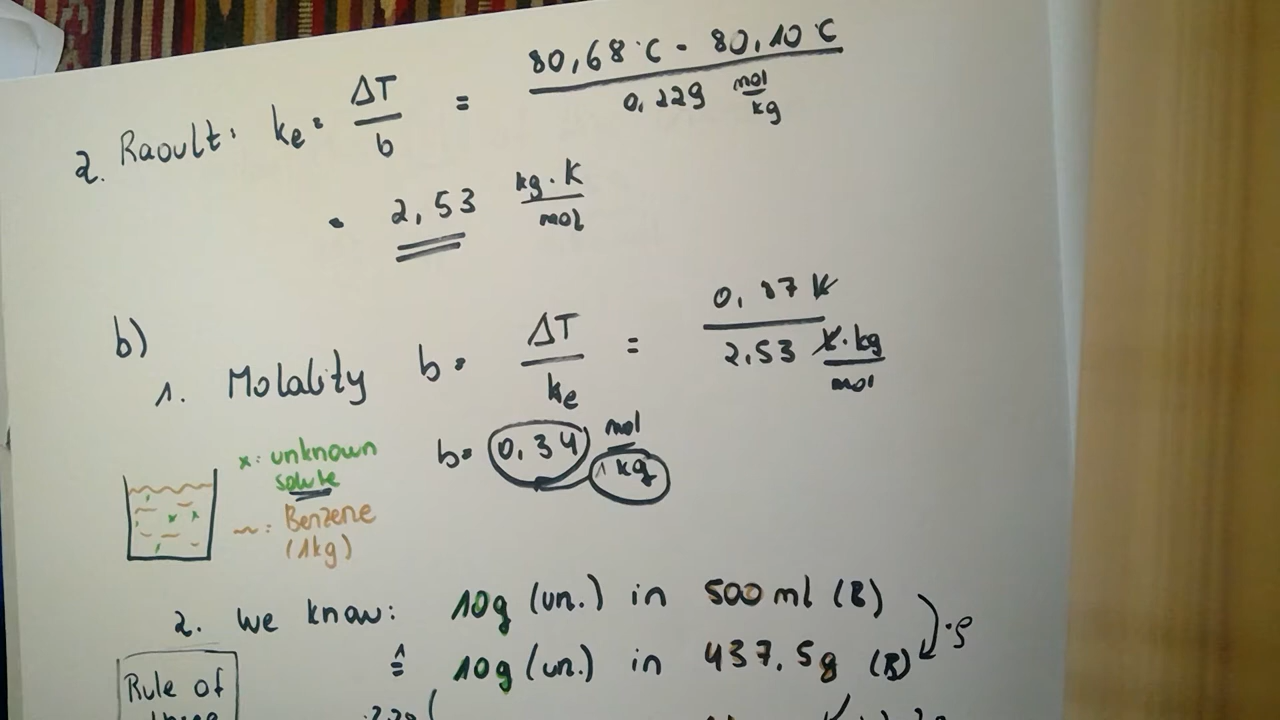 2. Raoult: ke = ΔT / b = 80,68°C - 80,10°C / 0.229 mol/kg
= 2,53 kg·K / mol
b)
1. Molality b = ΔT / ke = 0,87 K / 2.53 K·kg/mol
b = 0,34 mol / 1 kg
x: unknown
solute
~: Benzene
(1kg)
2. We know: 10g (un.) in 500 ml (B)
≙ 10g (un.) in 437.5g (B) ·ρ
Rule of